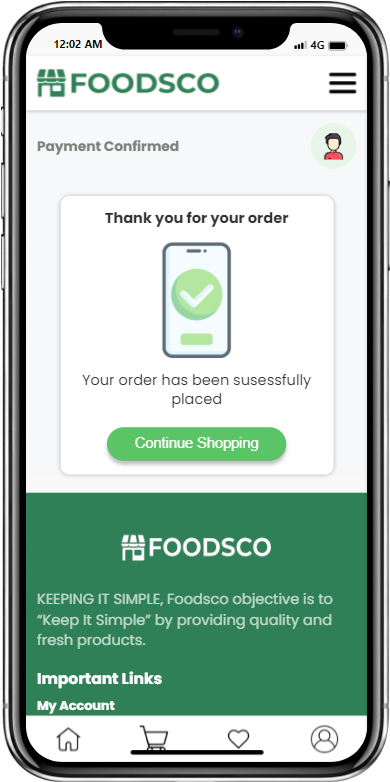 12:02 AM
4G
FOODSCO
Payment Confirmed
Thank you for your order
Your order has been susessfully
placed
Continue Shopping
FOODSCO
KEEPING IT SIMPLE, Foodsco objective is to
“Keep It Simple” by providing quality and
fresh products.
Important Links
My Account